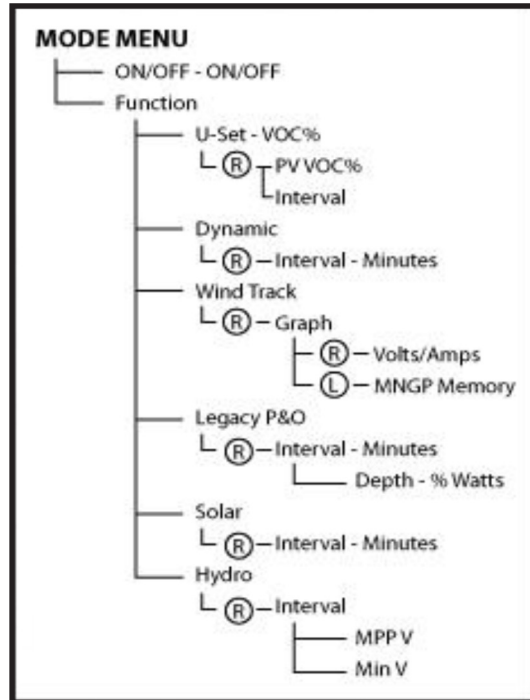 MODE MENU
ON/OFF - ON/OFF
Function
U-Set - VOC%
R PV VOC%
Interval
Dynamic
R Interval - Minutes
Wind Track
R Graph
R Volts/Amps
L MNGP Memory
Legacy P&O
R Interval - Minutes
Depth - % Watts
Solar
R Interval - Minutes
Hydro
R Interval
MPP V
Min V